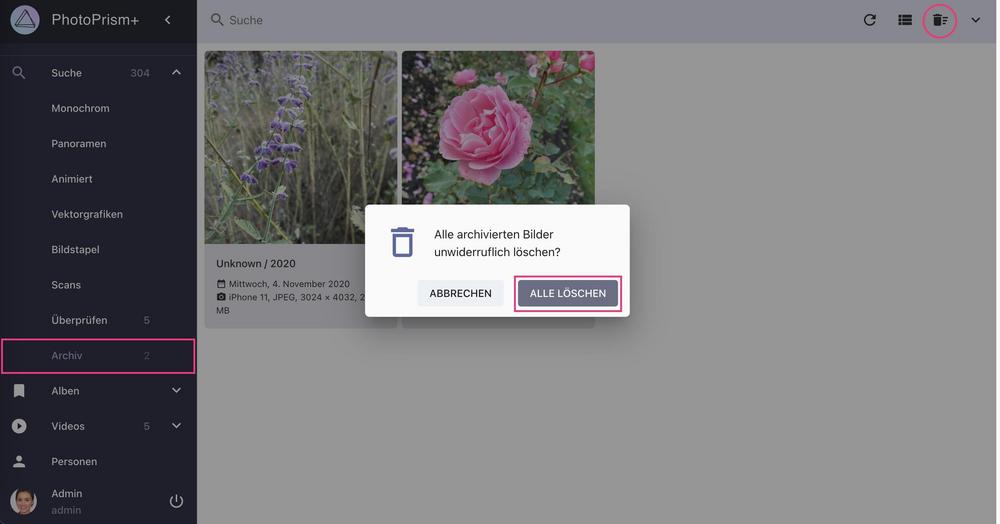 PhotoPrism+
Suche
Suche 304
Monochrom
Panoramen
Animiert
Vektorgrafiken
Bildstapel
Scans
Überprüfen 5
Archiv 2
Alben
Videos 5
Personen
Admin
admin
Unknown / 2020
Mittwoch, 4. November 2020
iPhone 11, JPEG, 3024 × 4032, 2
MB
Alle archivierten Bilder
unwiderruflich löschen?
ABBRECHEN
ALLE LÖSCHEN